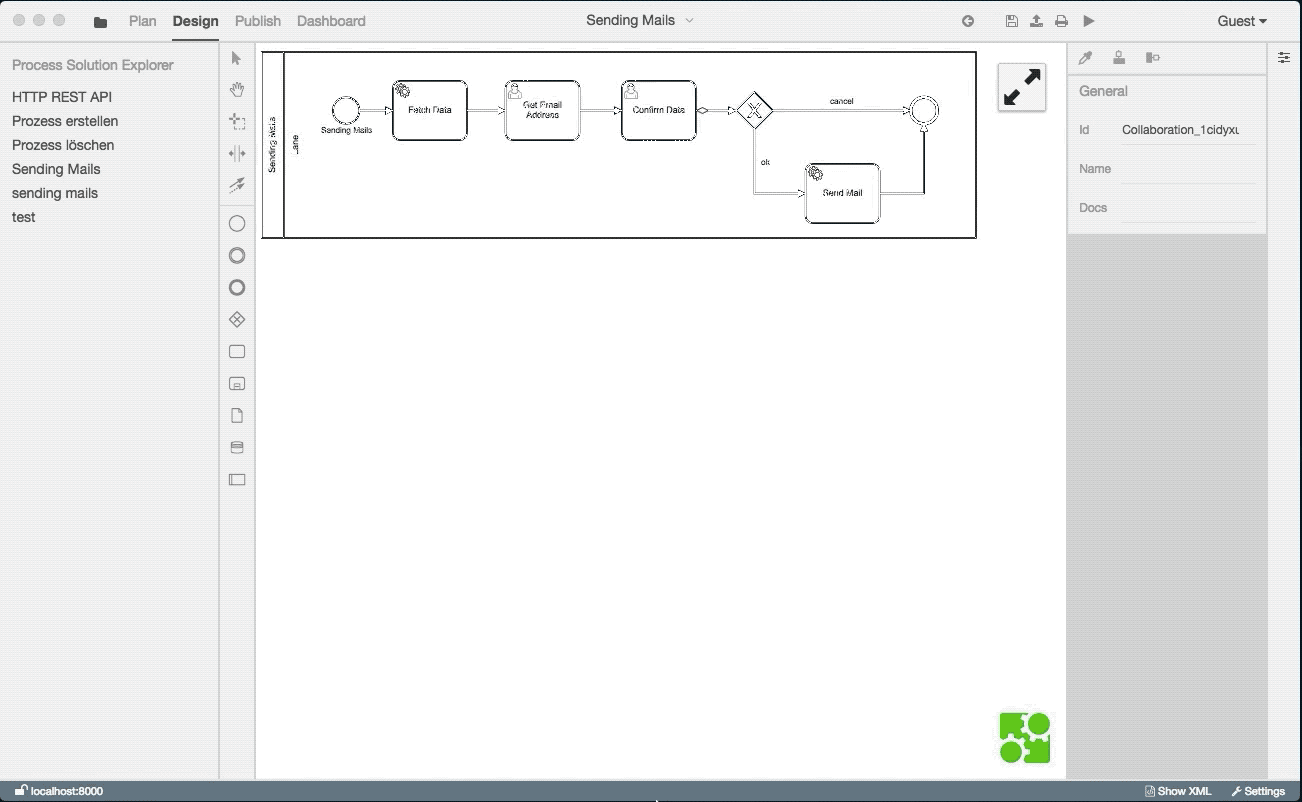 Plan Design Publish Dashboard Sending Mails Guest
Process Solution Explorer
HTTP REST API
Prozess erstellen
Prozess löschen
Sending Mails
sending mails
test
Sending Mails
Lane
Sending Mails
Fetch Data
Get Email
Address
Confirm Data
cancel
ok
Send Mail
General
Id Collaboration_1cidyxu
Name
Docs
localhost:8000 Show XML Settings